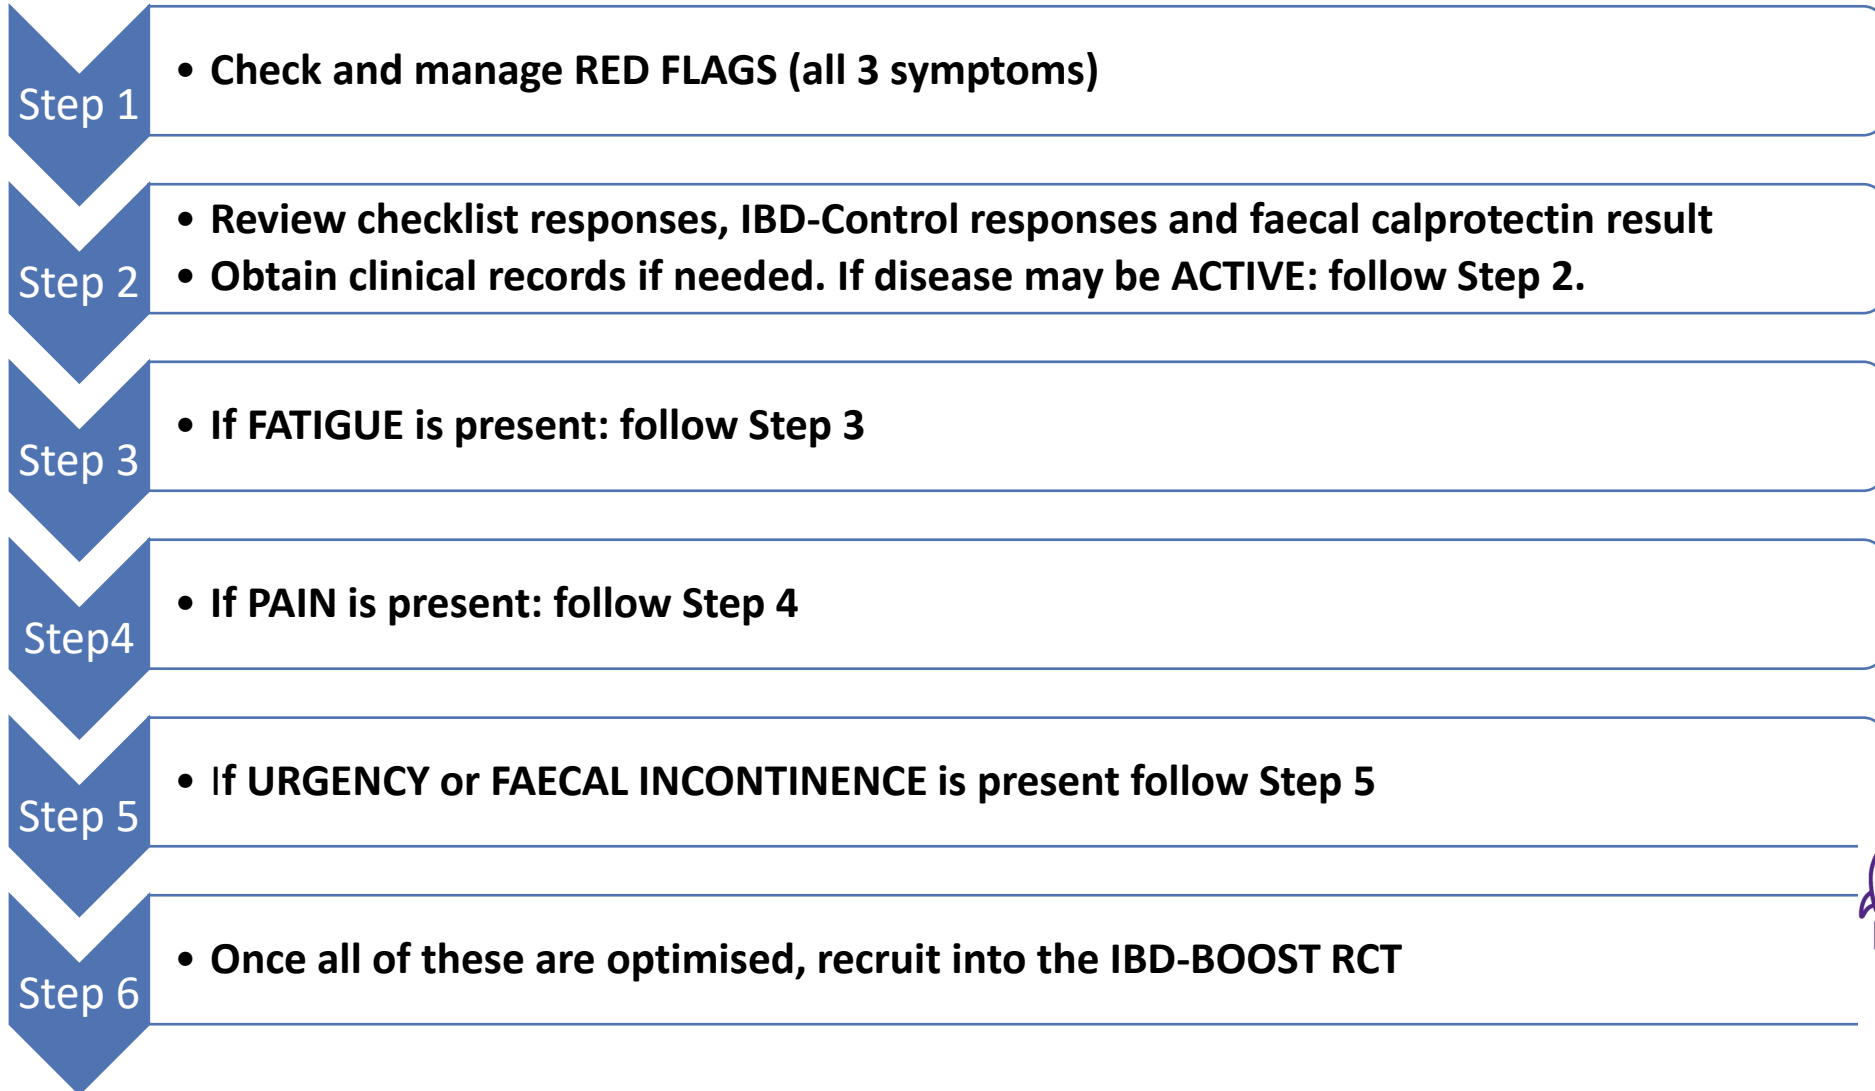 Step 1
• Check and manage RED FLAGS (all 3 symptoms)
Step 2
• Review checklist responses, IBD-Control responses and faecal calprotectin result
• Obtain clinical records if needed. If disease may be ACTIVE: follow Step 2.
Step 3
• If FATIGUE is present: follow Step 3
Step4
• If PAIN is present: follow Step 4
Step 5
• If URGENCY or FAECAL INCONTINENCE is present follow Step 5
Step 6
• Once all of these are optimised, recruit into the IBD-BOOST RCT